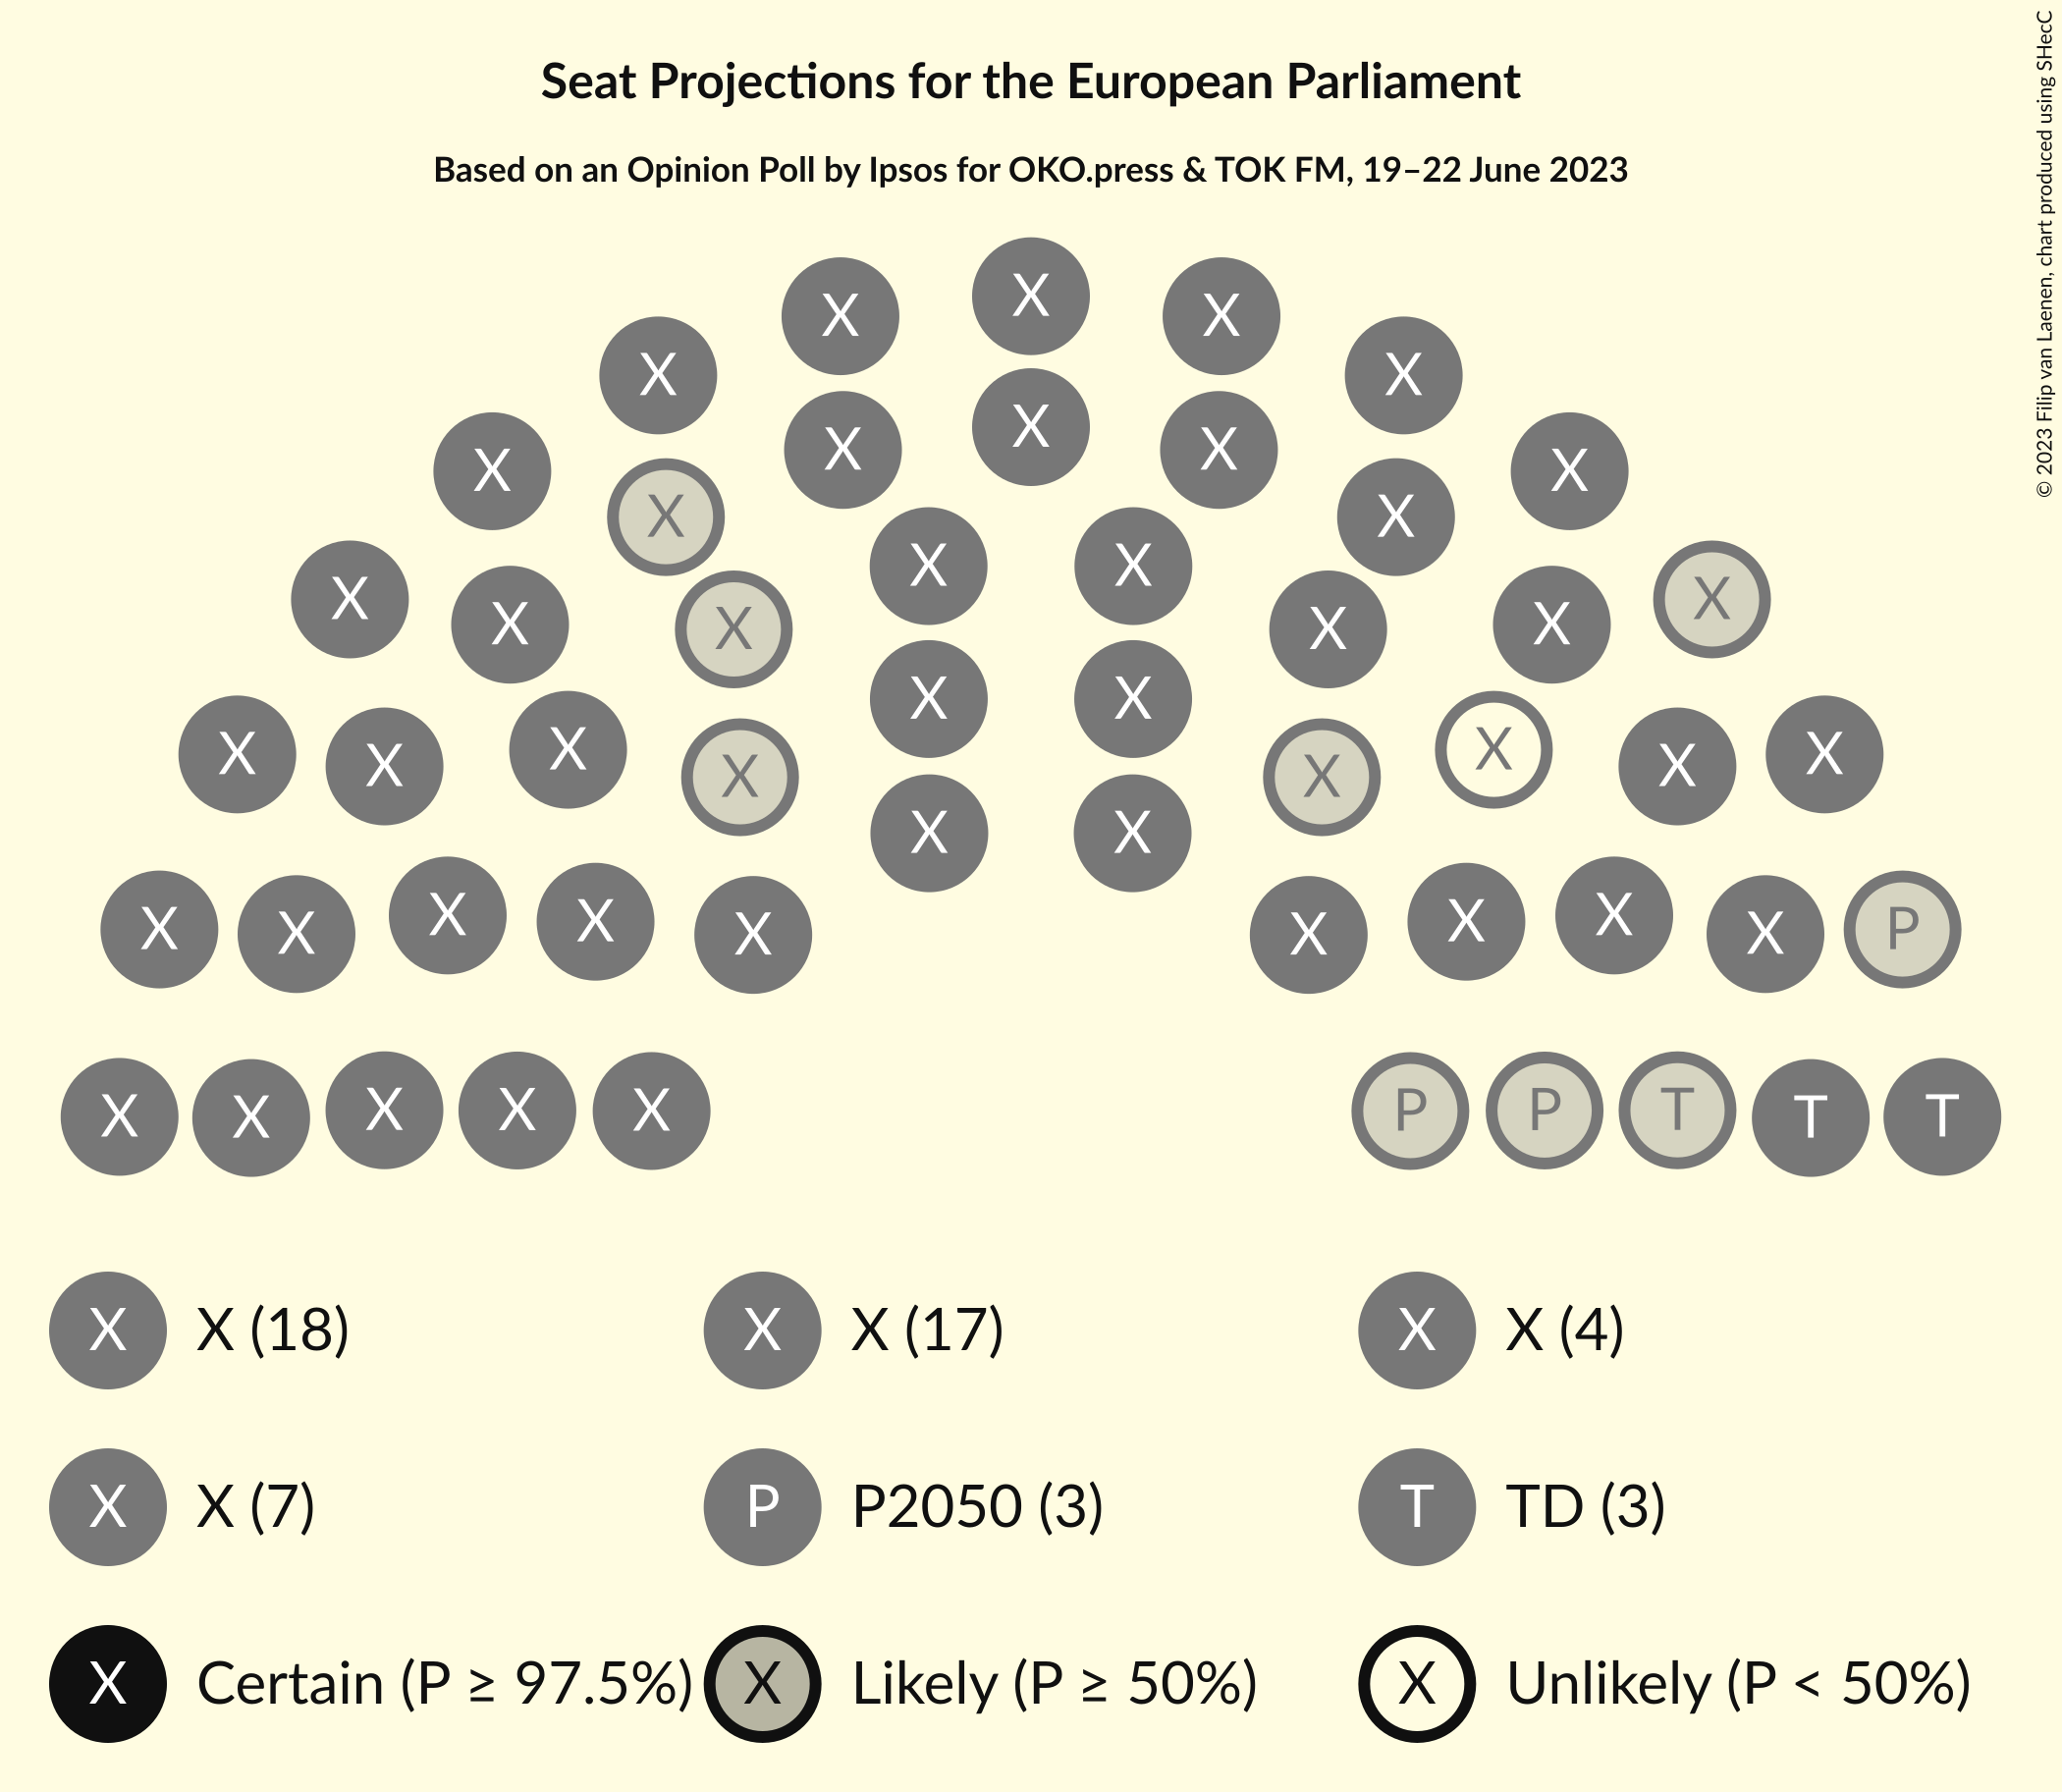 Seat Projections for the European Parliament
Based on an Opinion Poll by Ipsos for OKO.press & TOK FM, 19–22 June 2023
© 2023 Filip van Laenen, chart produced using SHecC
X
X X
X X
X
X X
X X
X X
X X
X X X X X X
X X
X X X X X X X X
X X
X X X X X X X X X P
X X X X X P P T T T
X X (18)
X X (17)
X X (4)
X X (7)
P P2050 (3)
T TD (3)
X Certain (P ≥ 97.5%)
X Likely (P ≥ 50%)
X Unlikely (P < 50%)